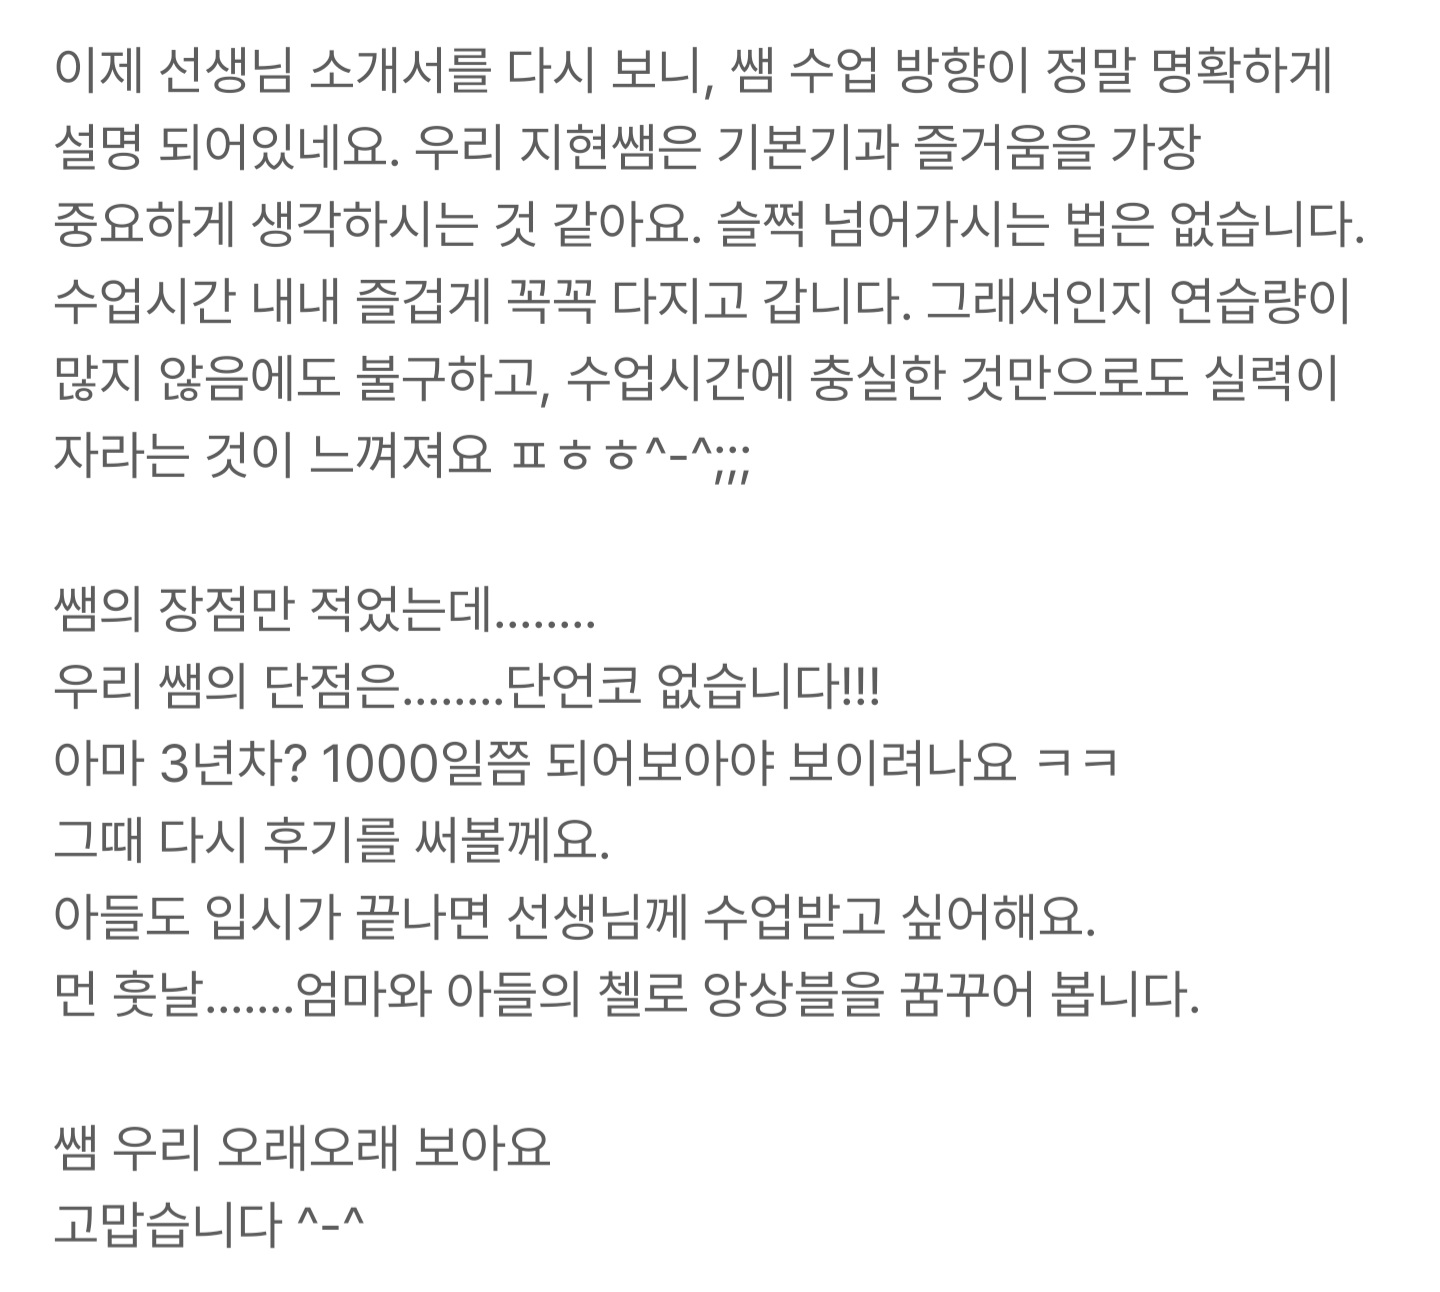 이제 선생님 소개서를 다시 보니, 쌤 수업 방향이 정말 명확하게
설명 되어있네요. 우리 지현쌤은 기본기과 즐거움을 가장
중요하게 생각하시는 것 같아요. 슬쩍 넘어가시는 법은 없습니다.
수업시간 내내 즐겁게 꼭꼭 다지고 갑니다. 그래서인지 연습량이
많지 않음에도 불구하고, 수업시간에 충실한 것만으로도 실력이
자라는 것이 느껴져요 ㅍㅎㅎ^-^;;;
쌤의 장점만 적었는데........
우리 쌤의 단점은........단언코 없습니다!!!
아마 3년차? 1000일쯤 되어보아야 보이려나요 ㅋㅋ
그때 다시 후기를 써볼께요.
아들도 입시가 끝나면 선생님께 수업받고 싶어해요.
먼 훗날.......엄마와 아들의 첼로 앙상블을 꿈꾸어 봅니다.
쌤 우리 오래오래 보아요
고맙습니다 ^-^